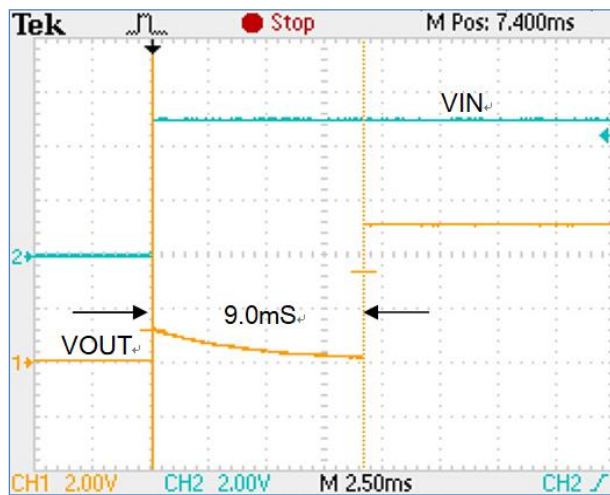 Tek Stop M Pos: 7.400ms
VIN
2
9.0mS
VOUT
1
CH1 2.00V CH2 2.00V M 2.50ms CH2